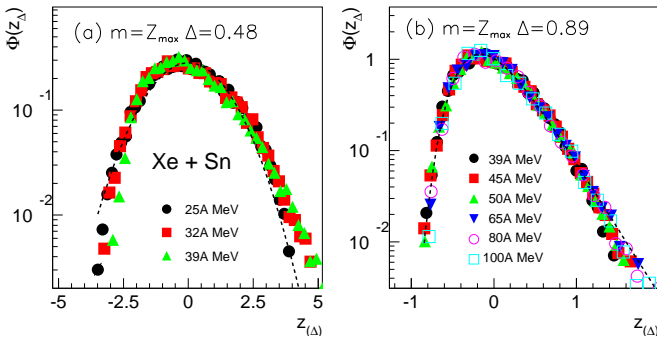 Φ(z_Δ)
(a) m=Z_max Δ=0.48
10^-1
10^-2
Xe + Sn
25A MeV
32A MeV
39A MeV
-5 -2.5 0 2.5 5
z_(Δ)
Φ(z_Δ)
(b) m=Z_max Δ=0.89
1
10^-1
10^-2
39A MeV
45A MeV
50A MeV
65A MeV
80A MeV
100A MeV
-1 0 1
z_(Δ)